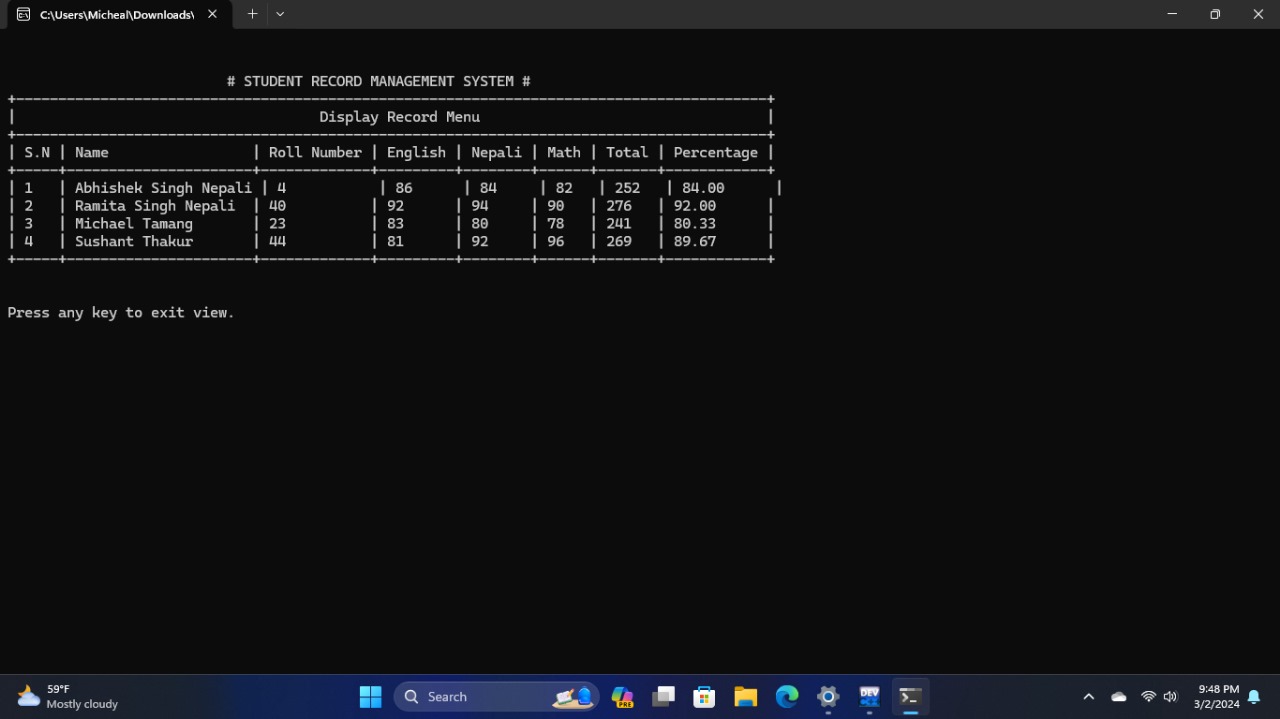 C:\Users\Micheal\Downloads\
# STUDENT RECORD MANAGEMENT SYSTEM #
Display Record Menu
| S.N | Name | Roll Number | English | Nepali | Math | Total | Percentage |
| 1 | Abhishek Singh Nepali | 4 | 86 | 84 | 82 | 252 | 84.00 |
| 2 | Ramita Singh Nepali | 40 | 92 | 94 | 90 | 276 | 92.00 |
| 3 | Michael Tamang | 23 | 83 | 80 | 78 | 241 | 80.33 |
| 4 | Sushant Thakur | 44 | 81 | 92 | 96 | 269 | 89.67 |
Press any key to exit view.
59°F
Mostly cloudy
Search
PRE
DEV
9:48 PM
3/2/2024